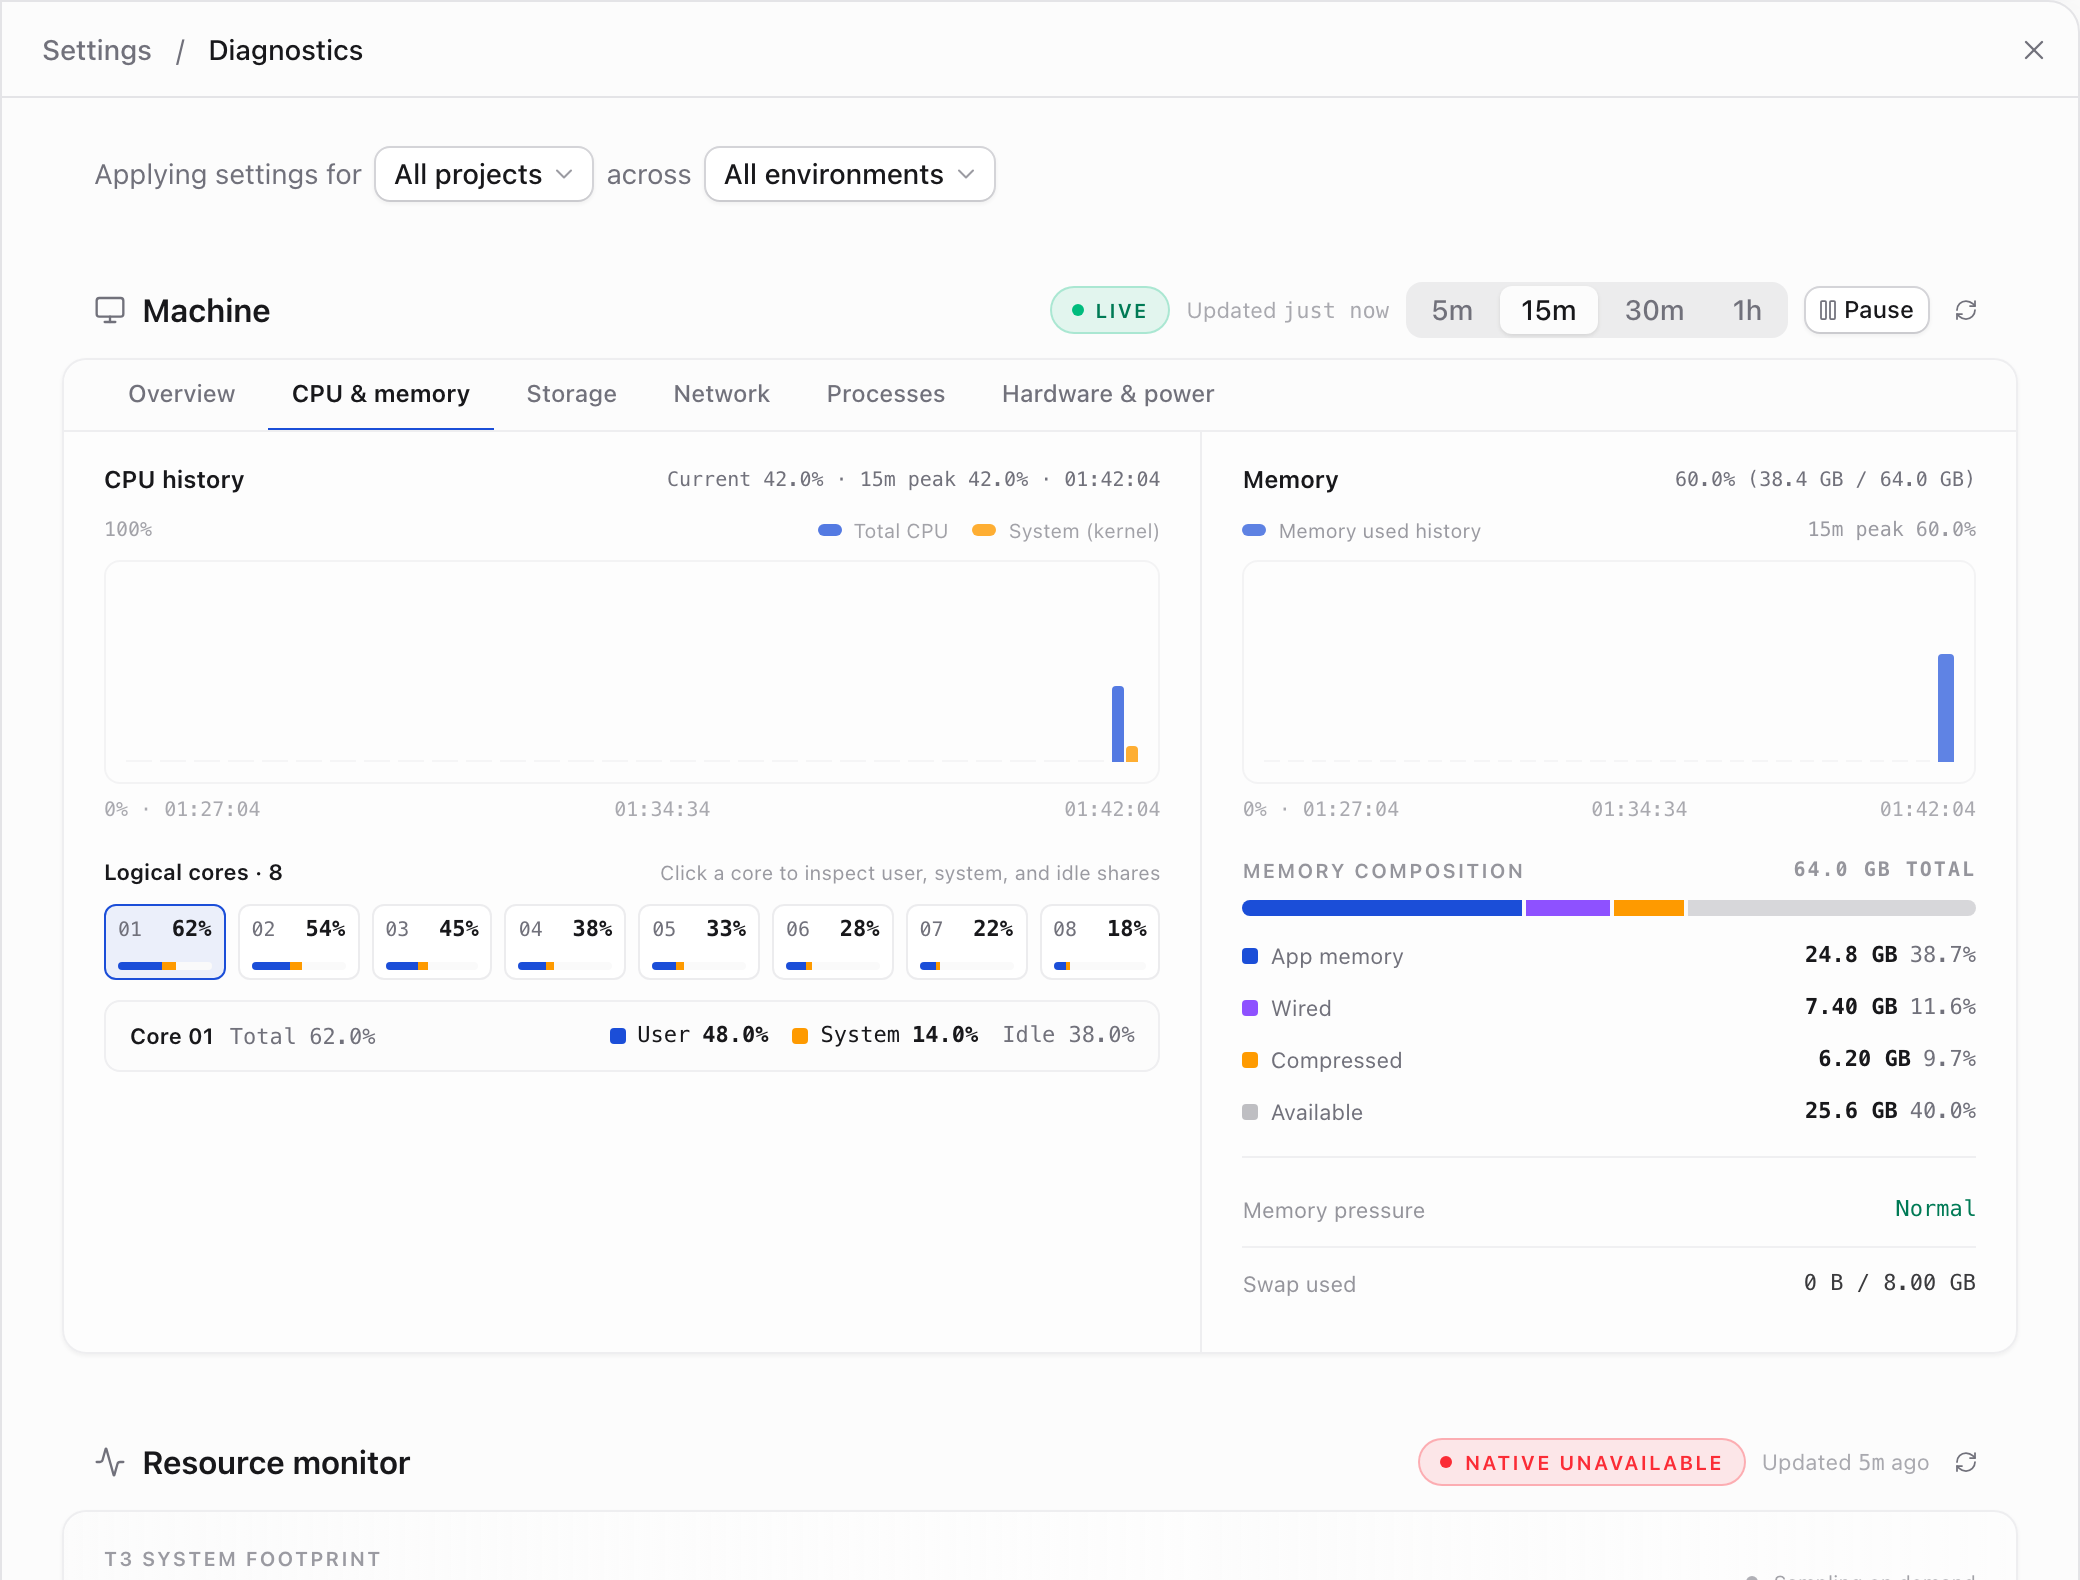 Settings / Diagnostics
Applying settings for All projects across All environments
Machine
LIVE Updated just now 5m 15m 30m 1h Pause
Overview CPU & memory Storage Network Processes Hardware & power
CPU history Current 42.0% · 15m peak 42.0% · 01:42:04
100% Total CPU System (kernel)
0% · 01:27:04 01:34:34 01:42:04
Logical cores · 8 Click a core to inspect user, system, and idle shares
01 62% 02 54% 03 45% 04 38% 05 33% 06 28% 07 22% 08 18%
Core 01 Total 62.0% User 48.0% System 14.0% Idle 38.0%
Memory 60.0% (38.4 GB / 64.0 GB)
Memory used history 15m peak 60.0%
0% · 01:27:04 01:34:34 01:42:04
MEMORY COMPOSITION 64.0 GB TOTAL
App memory 24.8 GB 38.7%
Wired 7.40 GB 11.6%
Compressed 6.20 GB 9.7%
Available 25.6 GB 40.0%
Memory pressure Normal
Swap used 0 B / 8.00 GB
Resource monitor NATIVE UNAVAILABLE Updated 5m ago
T3 SYSTEM FOOTPRINT